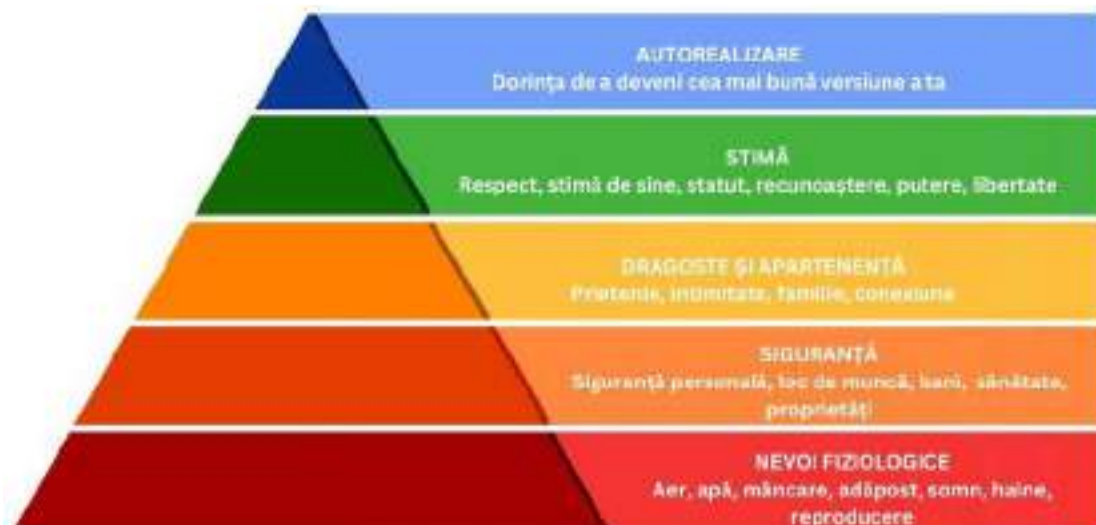 AUTOREALIZARE
Dorința de a deveni cea mai bună versiune a ta
STIMĂ
Respect, stimă de sine, statut, recunoaștere, putere, libertate
DRAGOSTE ȘI APARTENENȚĂ
Prietenie, intimitate, familie, conexiune
SIGURANȚĂ
Siguranță personală, loc de muncă, bani, sănătate,
proprietăți
NEVOI FIZIOLOGICE
Aer, apă, mâncare, adăpost, somn, haine,
reproducere